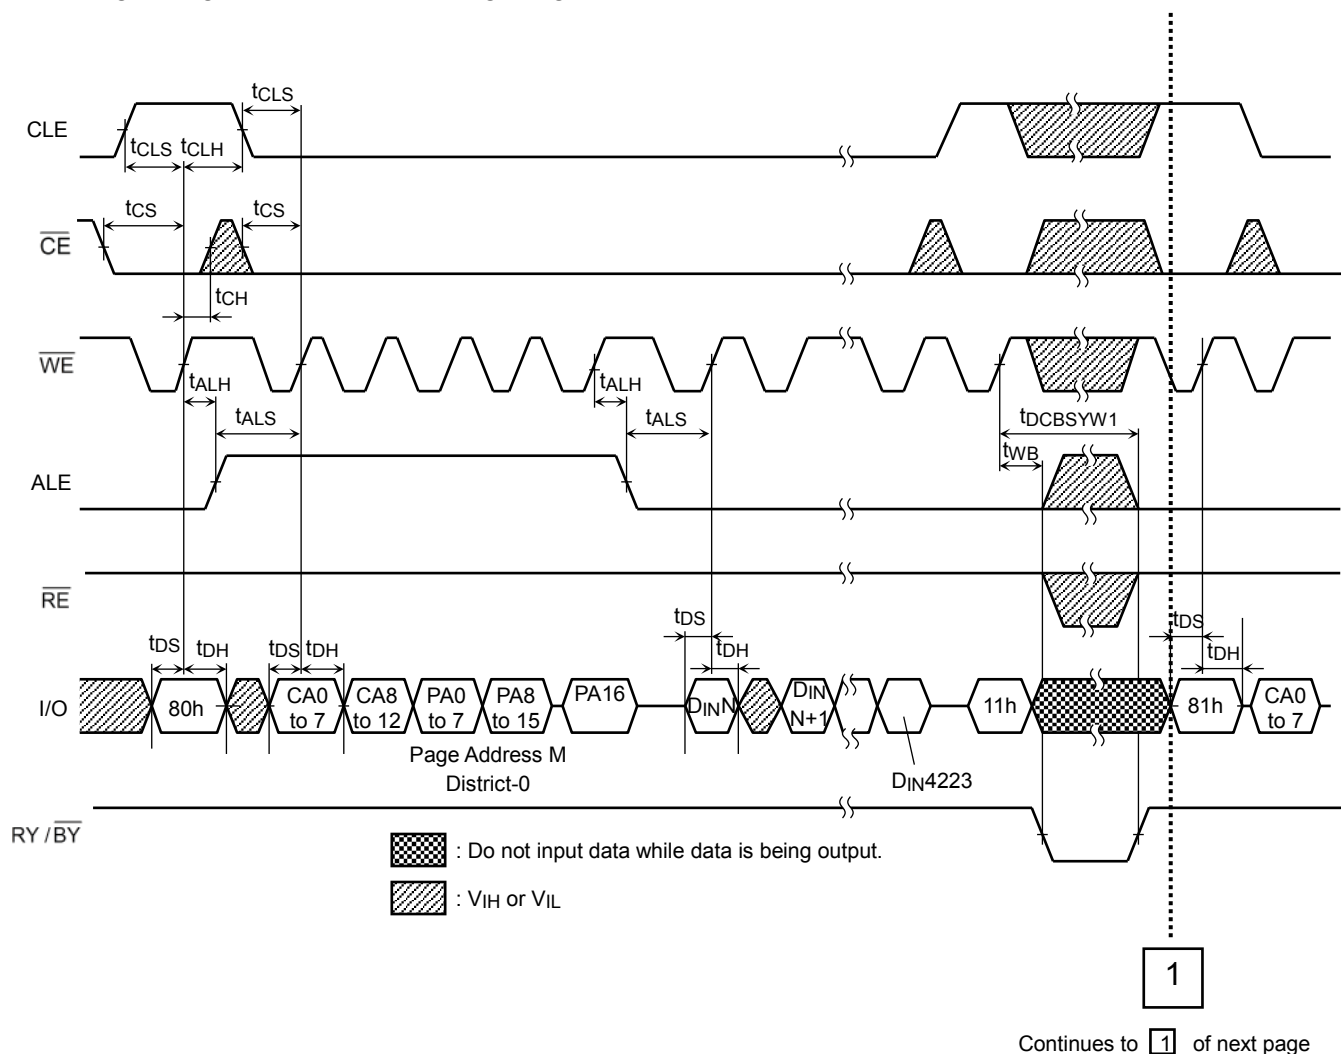 tCLS
CLE
tCLS tCLH
tCS tCS
CE
tCH
WE
tALH tALH
tALS tALS tDCBSYW1
tWB
ALE
RE
tDS tDH tDS tDH tDS tDH tDS tDH
I/O 80h CA0 to 7 CA8 to 12 PA0 to 7 PA8 to 15 PA16 DINN DIN N+1 11h 81h CA0 to 7
Page Address M
District-0
DIN4223
RY / BY
: Do not input data while data is being output.
: VIH or VIL
1
Continues to 1 of next page